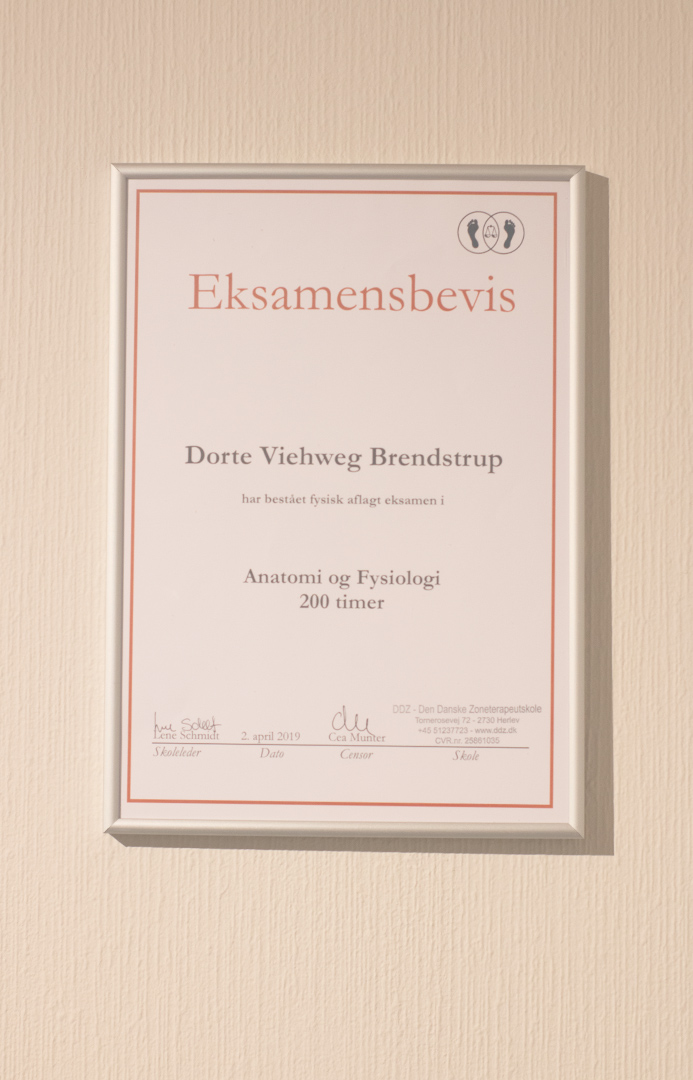 Eksamensbevis
Dorte Viehweg Brendstrup
har bestået fysisk aflagt eksamen i
Anatomi og Fysiologi
200 timer
DDZ - Den Danske Zoneterapeutskole
Tornerosevej 72 - 2730 Herlev
+45 51237723 - www.ddz.dk
CVR.nr. 25661035
Lene Schmidt 2. april 2019 Cea Munter
Skoleleder Dato Censor Skole